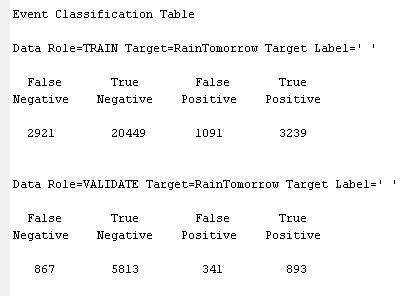 Event Classification Table
Data Role=TRAIN Target=RainTomorrow Target Label=' '
False True False True
Negative Negative Positive Positive
2921 20449 1091 3239
Data Role=VALIDATE Target=RainTomorrow Target Label=' '
False True False True
Negative Negative Positive Positive
867 5813 341 893